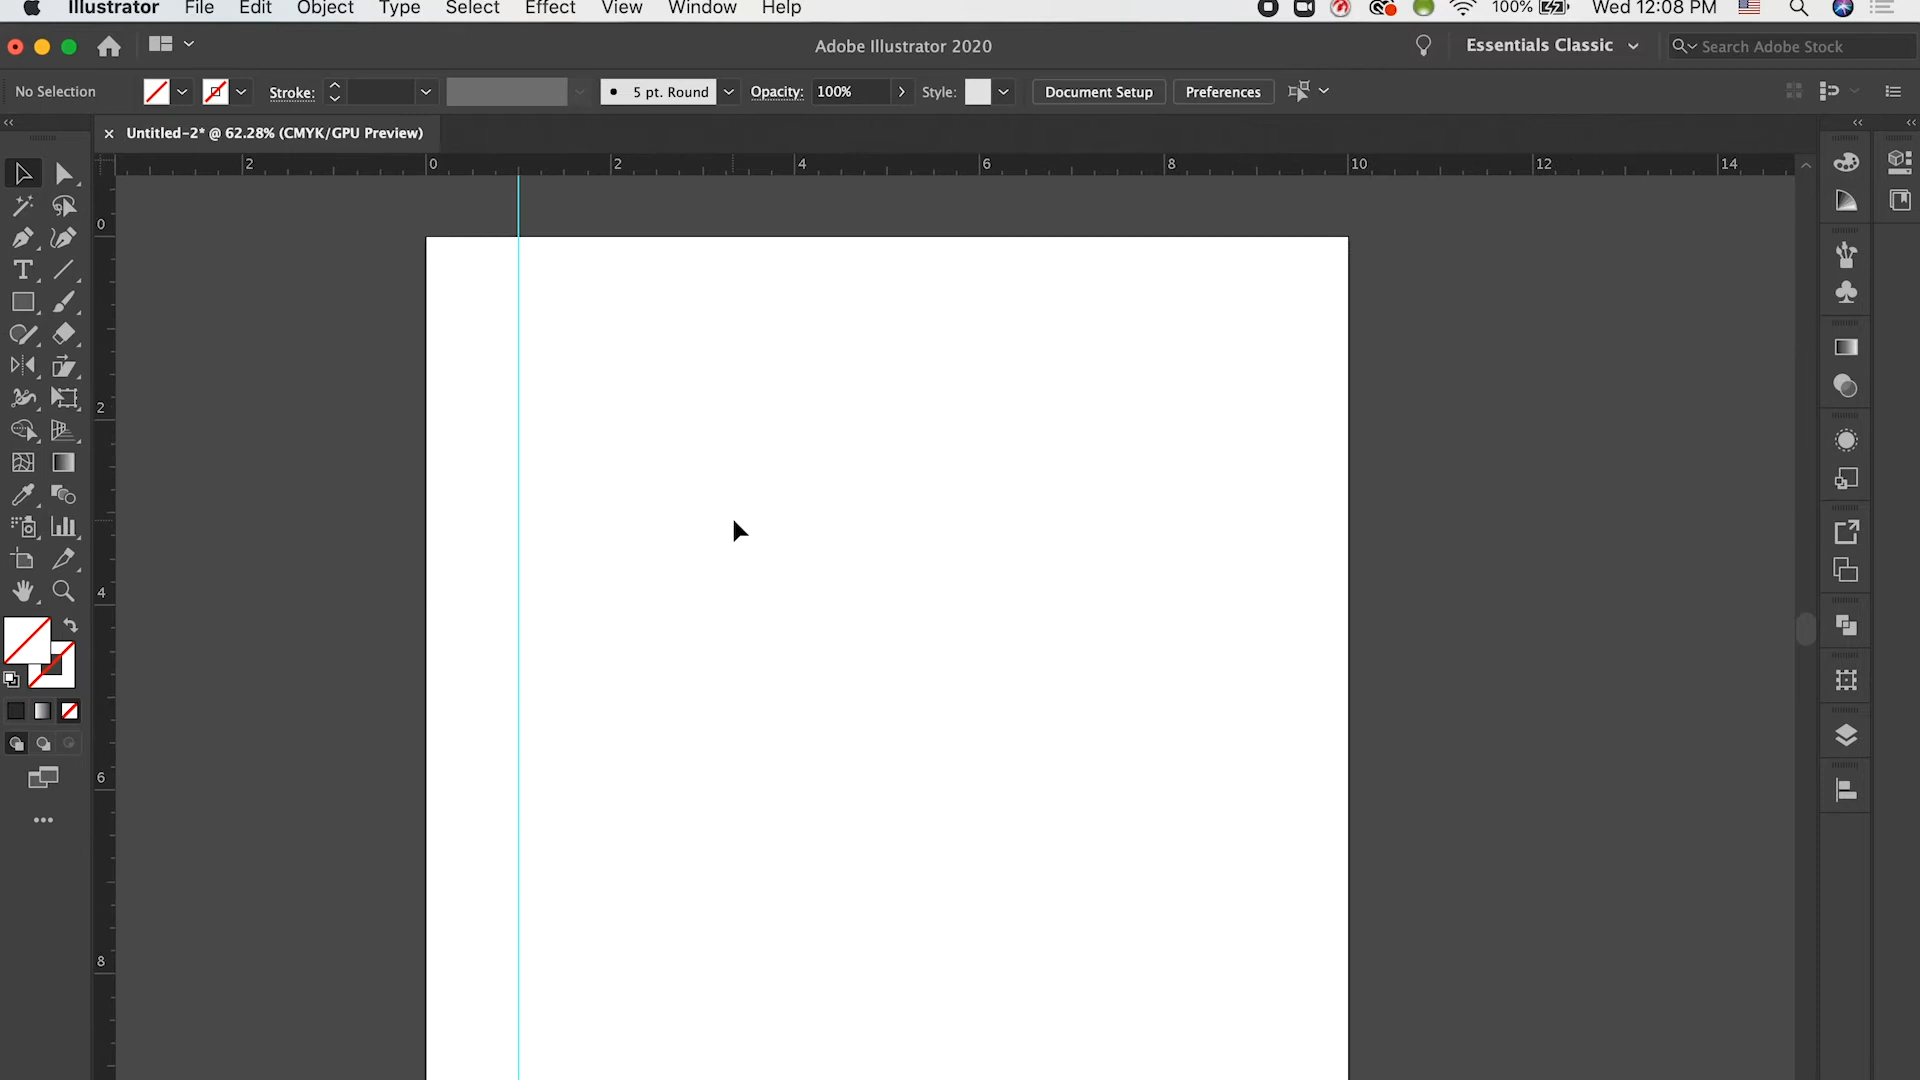 Illustrator File Edit Object Type Select Effect View Window Help 100% Wed 12:08 PM
Adobe Illustrator 2020 Essentials Classic Search Adobe Stock
No Selection Stroke: 5 pt. Round Opacity: 100% Style: Document Setup Preferences
Untitled-2* @ 62.28% (CMYK/GPU Preview)
2 0 2 4 6 8 10 12 14
0
2
4
6
8